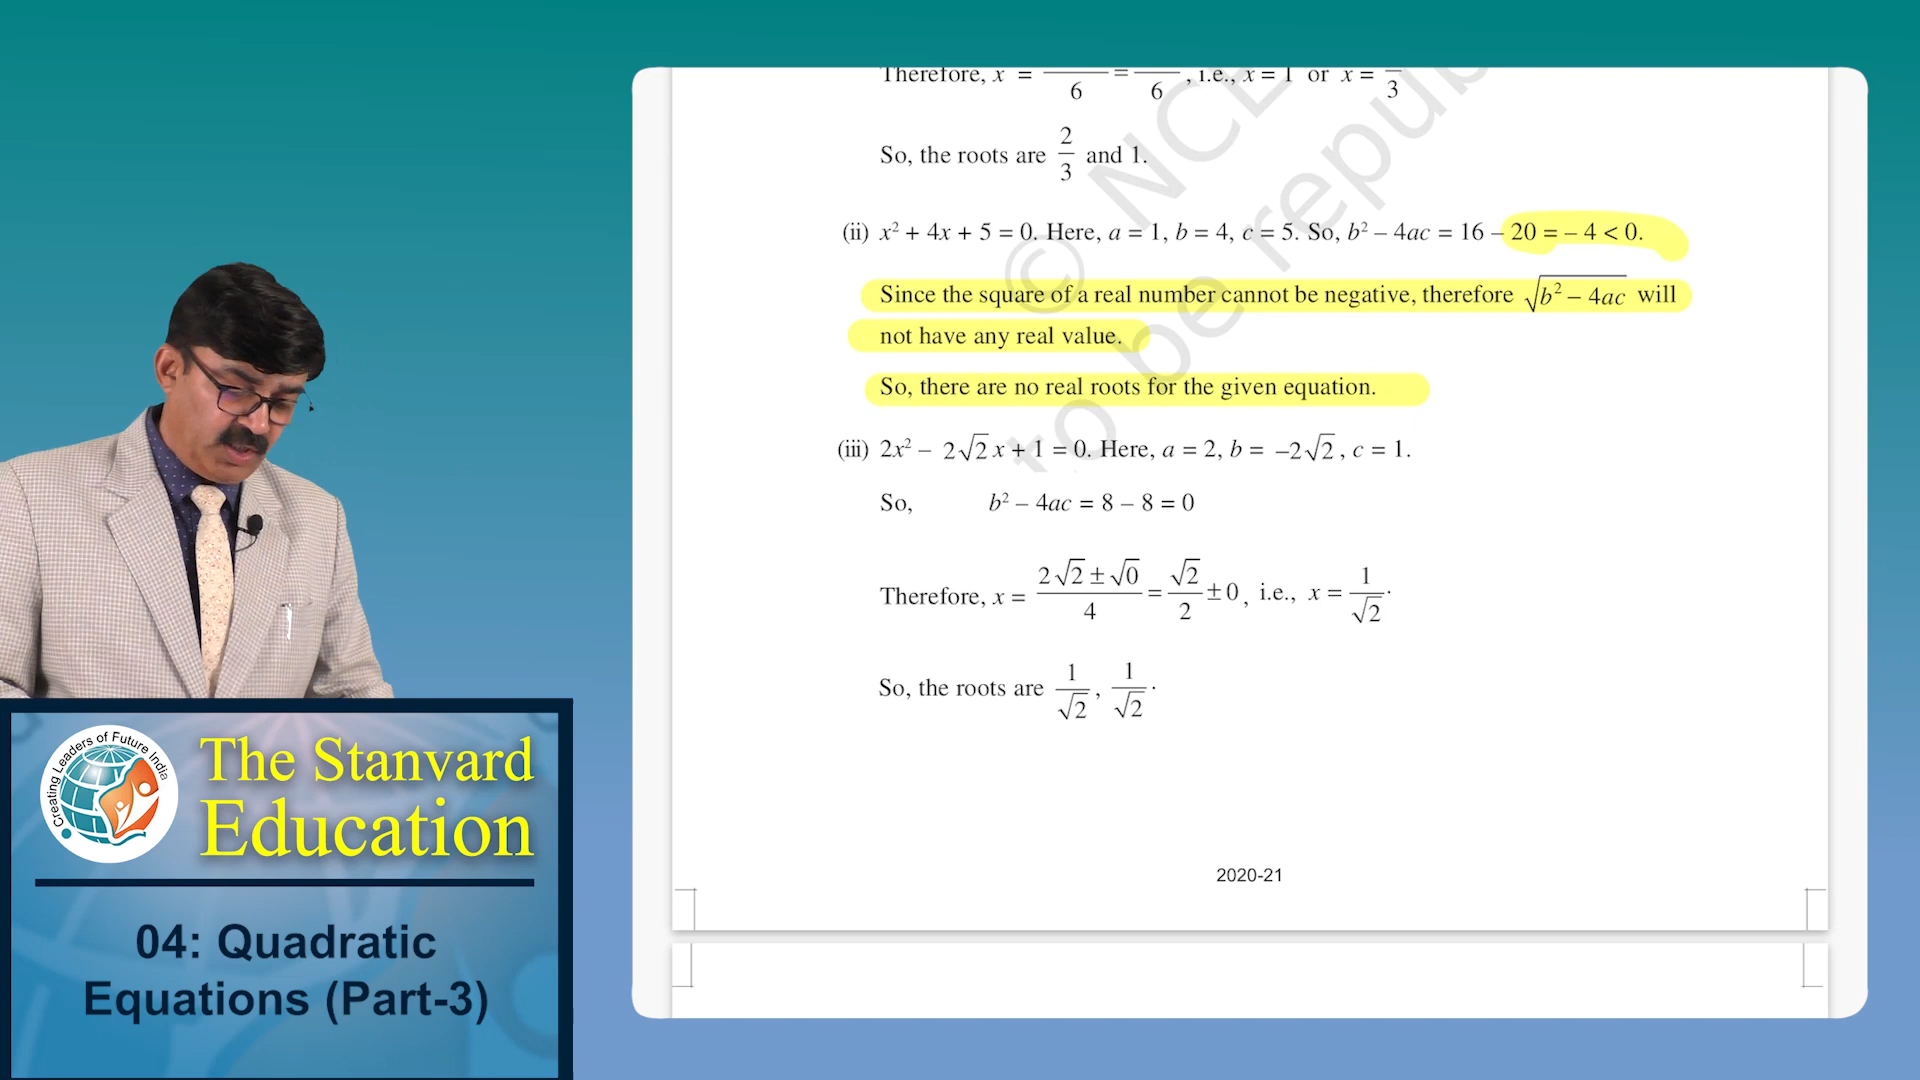 Therefore, x = — = —, i.e., x = 1 or x = —
6 6 3
So, the roots are 2/3 and 1.
(ii) x² + 4x + 5 = 0. Here, a = 1, b = 4, c = 5. So, b² – 4ac = 16 – 20 = – 4 < 0.
Since the square of a real number cannot be negative, therefore √(b² – 4ac) will
not have any real value.
So, there are no real roots for the given equation.
(iii) 2x² – 2√2 x + 1 = 0. Here, a = 2, b = –2√2, c = 1.
So, b² – 4ac = 8 – 8 = 0
Therefore, x = (2√2 ± √0)/4 = √2/2 ± 0, i.e., x = 1/√2.
So, the roots are 1/√2, 1/√2.
2020-21
© NCE
to be repub
Creating Leaders of Future India
The Stanvard
Education
04: Quadratic
Equations (Part-3)